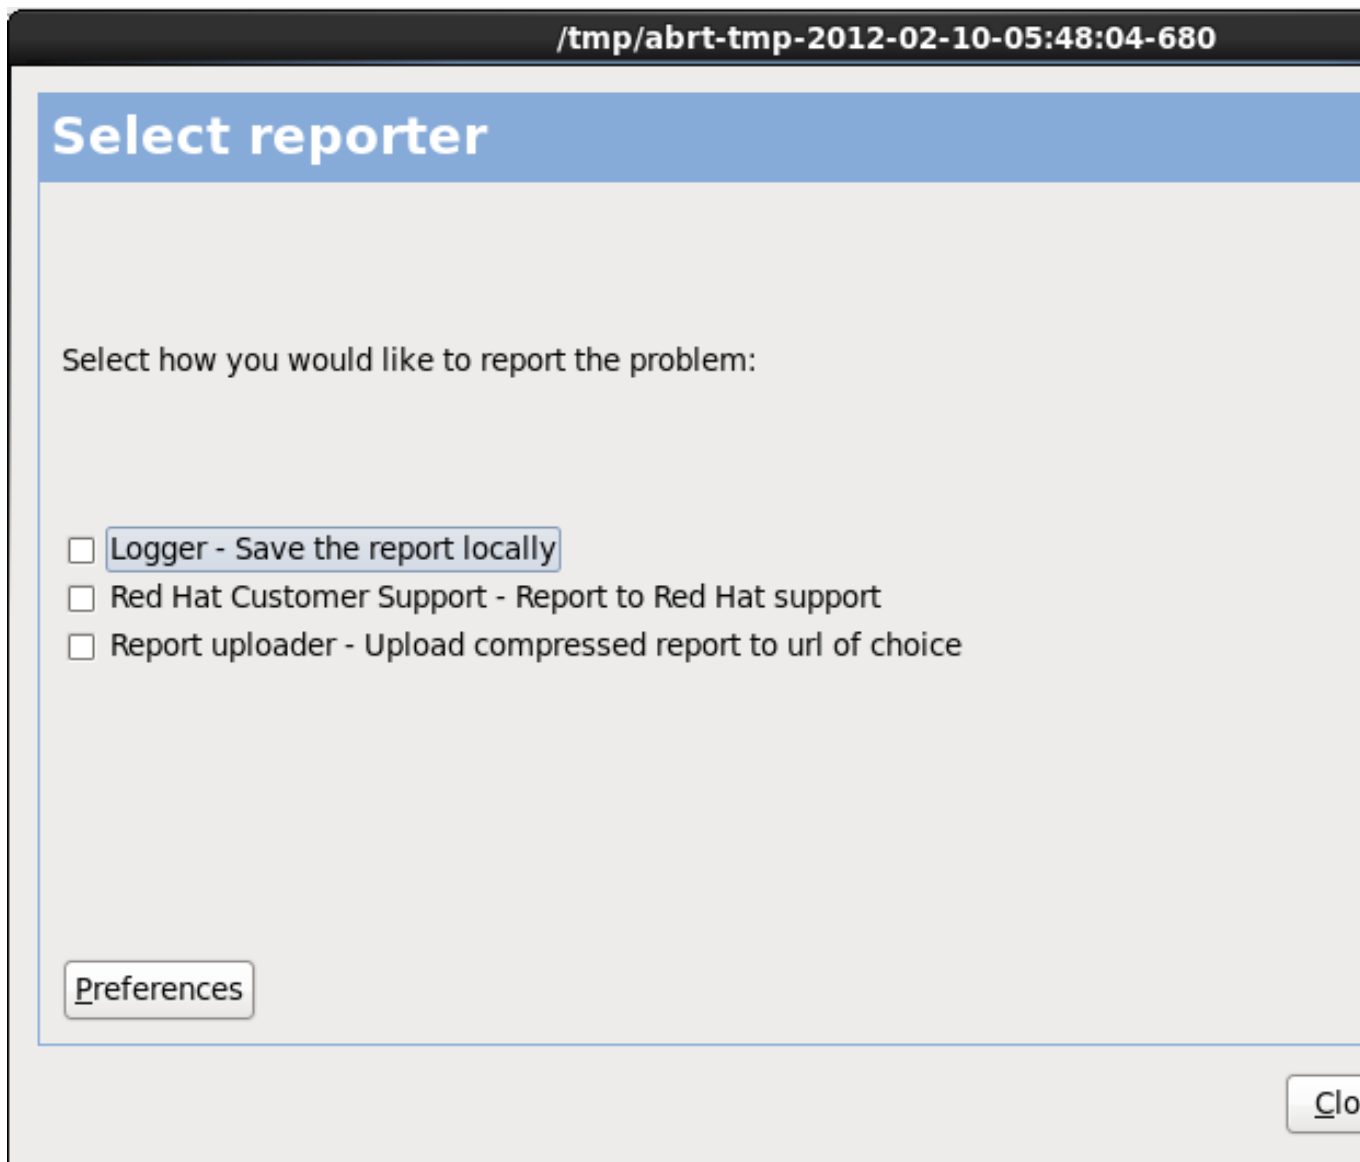 /tmp/abrt-tmp-2012-02-10-05:48:04-680
Select reporter
Select how you would like to report the problem:
Logger - Save the report locally
Red Hat Customer Support - Report to Red Hat support
Report uploader - Upload compressed report to url of choice
Preferences
Clo